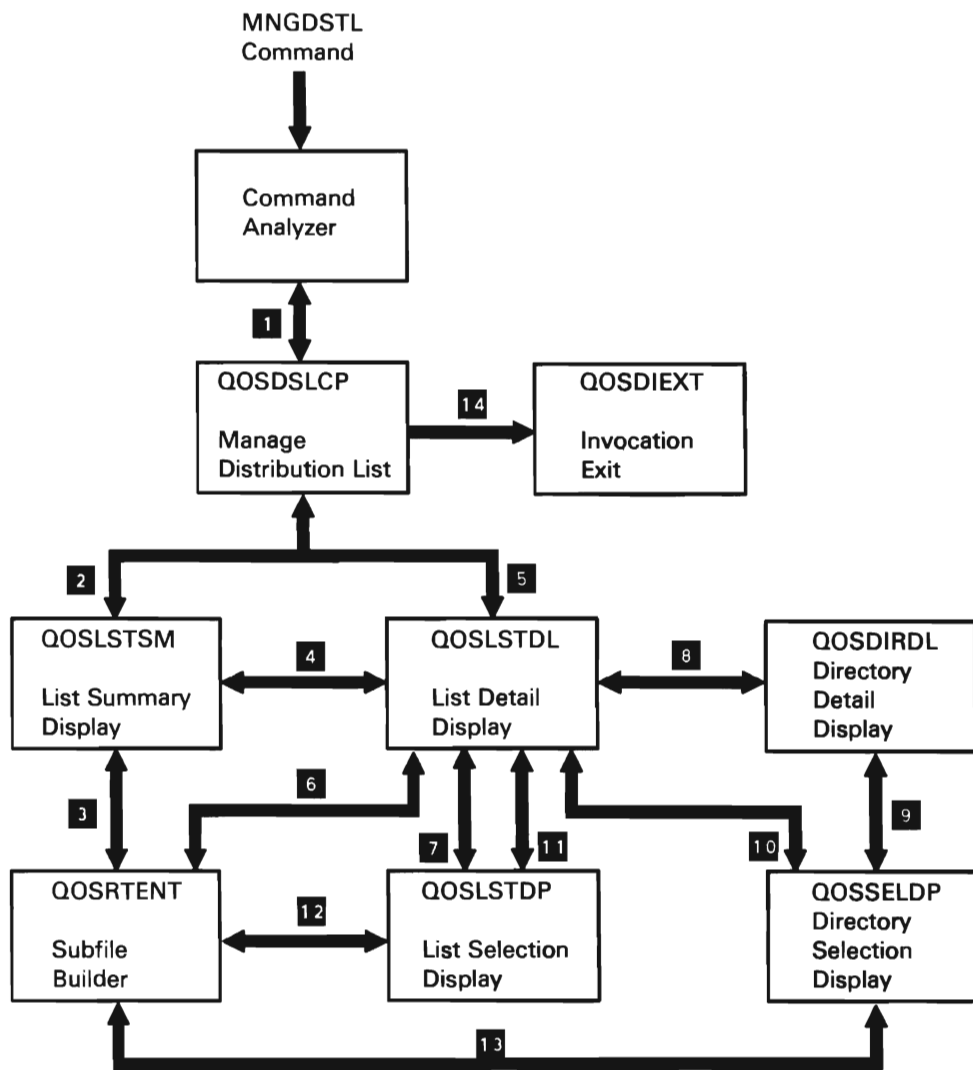 MNGDSTL
Command
Command
Analyzer
1
QOSDSLCP
Manage
Distribution List
14
QOSDIEXT
Invocation
Exit
2
5
QOSLSTSM
List Summary
Display
4
QOSLSTDL
List Detail
Display
8
QOSDIRDL
Directory
Detail
Display
3
6
7
11
10
9
QOSRTENT
Subfile
Builder
12
QOSLSTDP
List Selection
Display
QOSSELDP
Directory
Selection
Display
13